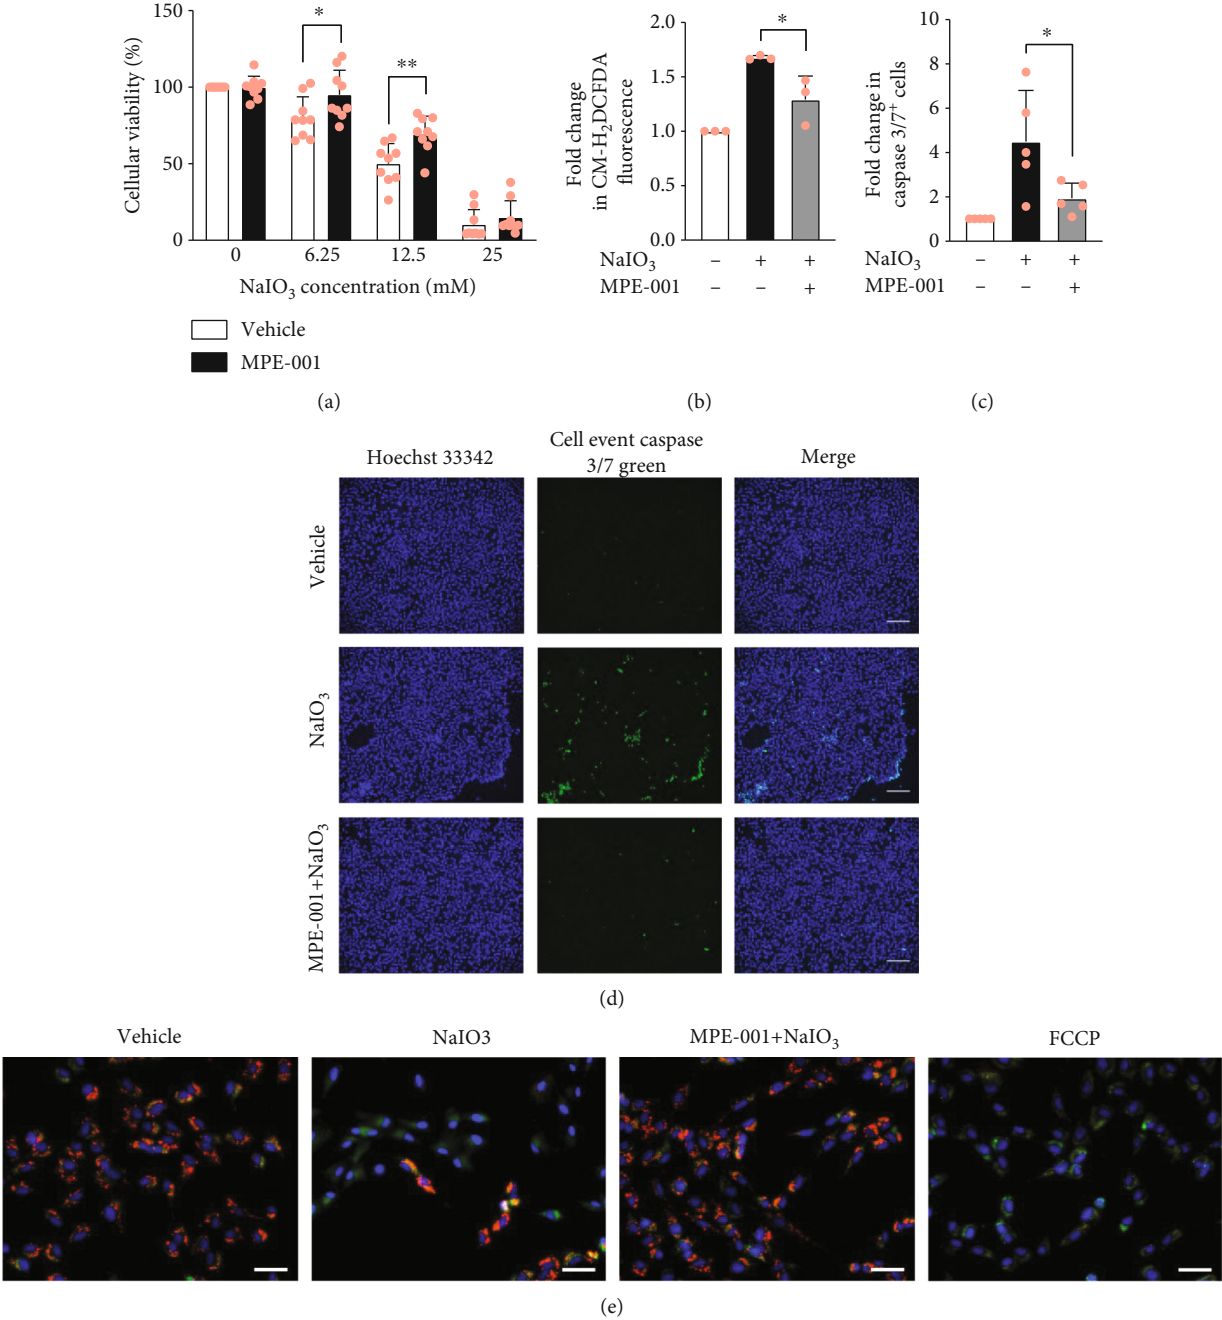 150
100
50
0
Cellular viability (%)
*
**
0
6.25
12.5
25
NaIO₃ concentration (mM)
Vehicle
MPE-001
(a)
2.0
1.5
1.0
0.5
0.0
Fold change
in CM-H₂DCFDA
fluorescence
*
NaIO₃ – + +
MPE-001 – – +
(b)
10
8
6
4
2
0
Fold change in
caspase 3/7⁺ cells
*
NaIO₃ – + +
MPE-001 – – +
(c)
Hoechst 33342
Cell event caspase
3/7 green
Merge
Vehicle
NaIO₃
MPE-001+NaIO₃
(d)
Vehicle
NaIO3
MPE-001+NaIO₃
FCCP
(e)